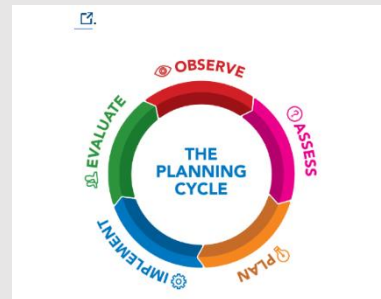 .
OBSERVE
ASSESS
PLAN
IMPLEMENT
EVALUATE
THE
PLANNING
CYCLE